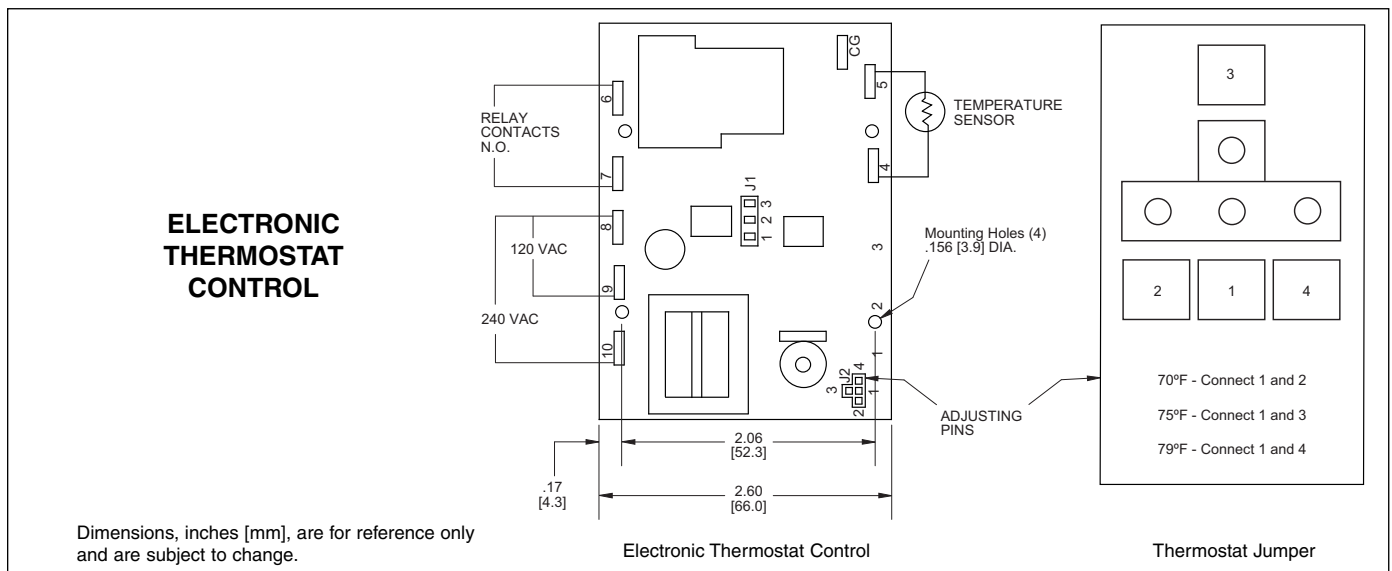 ELECTRONIC
THERMOSTAT
CONTROL
Dimensions, inches [mm], are for reference only
and are subject to change.
RELAY
CONTACTS
N.O.
120 VAC
240 VAC
6
7
8
9
10
CG
5
4
J1
3
2
1
3
2
1
J2
4
3
1
2
TEMPERATURE
SENSOR
Mounting Holes (4)
.156 [3.9] DIA.
ADJUSTING
PINS
2.06
[52.3]
.17
[4.3]
2.60
[66.0]
Electronic Thermostat Control
3
2
1
4
70ºF - Connect 1 and 2
75ºF - Connect 1 and 3
79ºF - Connect 1 and 4
Thermostat Jumper